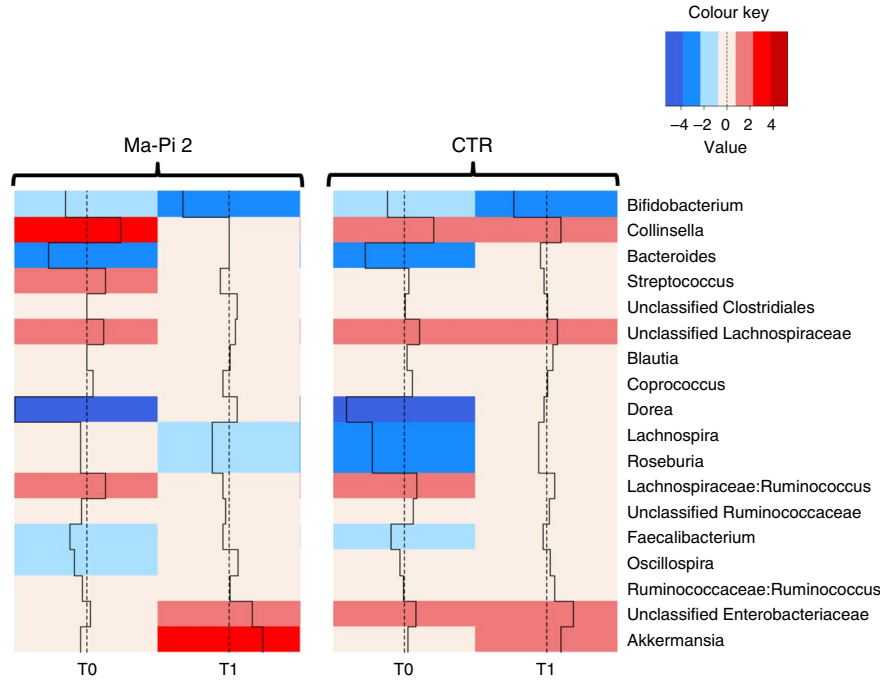 Colour key
–4 –2 0 2 4
Value
Ma-Pi 2 CTR
Bifidobacterium
Collinsella
Bacteroides
Streptococcus
Unclassified Clostridiales
Unclassified Lachnospiraceae
Blautia
Coprococcus
Dorea
Lachnospira
Roseburia
Lachnospiraceae:Ruminococcus
Unclassified Ruminococcaceae
Faecalibacterium
Oscillospira
Ruminococcaceae:Ruminococcus
Unclassified Enterobacteriaceae
Akkermansia
T0 T1 T0 T1